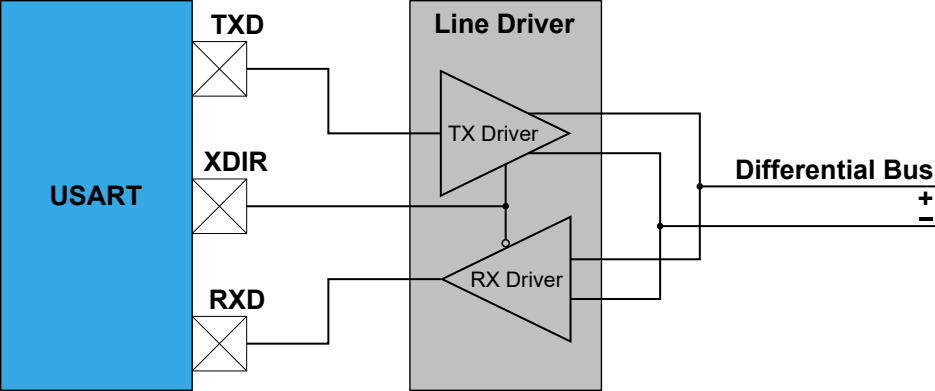 TXD
Line Driver
TX Driver
XDIR
Differential Bus
USART
+
−
RXD
RX Driver